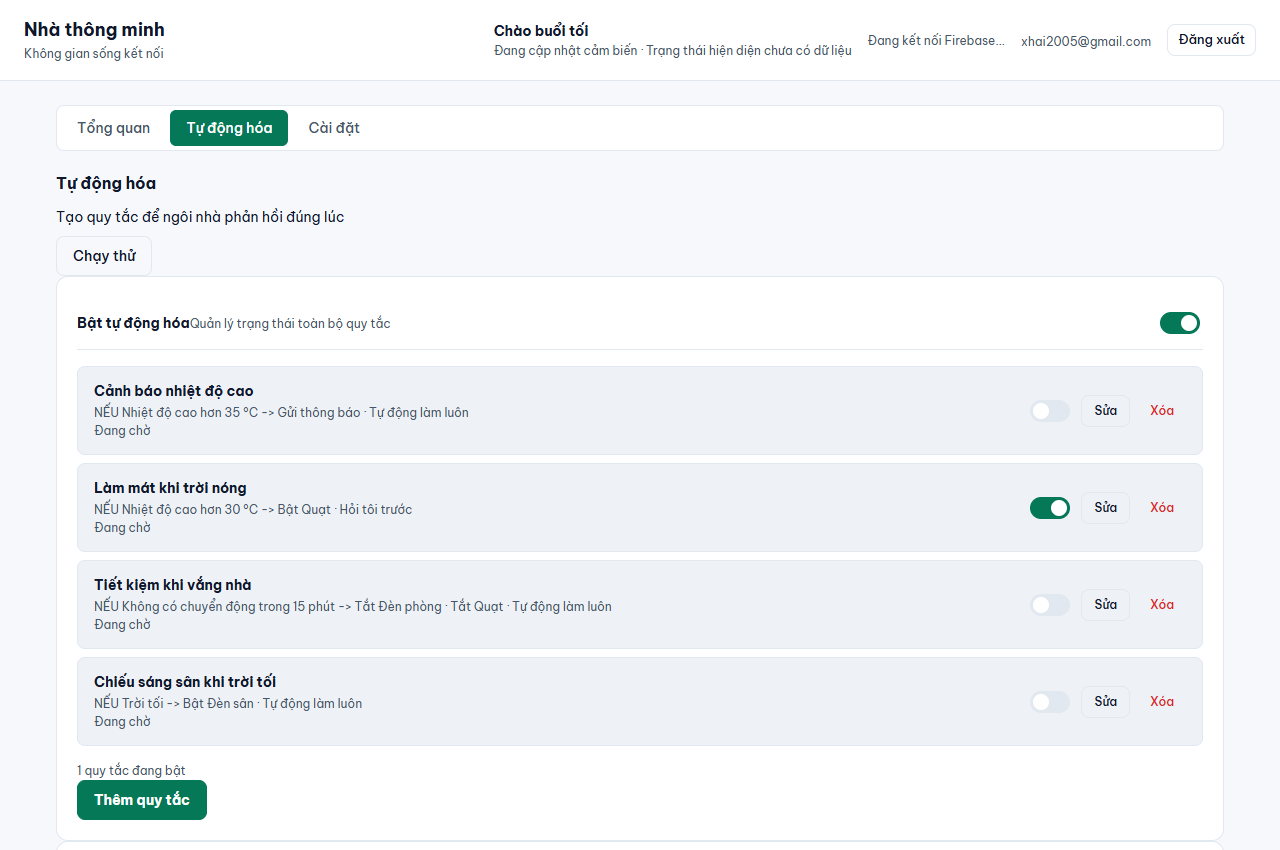 Nhà thông minh
Không gian sống kết nối
Chào buổi tối
Đang cập nhật cảm biến · Trạng thái hiện diện chưa có dữ liệu
Đang kết nối Firebase...
xhai2005@gmail.com
Đăng xuất
Tổng quan
Tự động hóa
Cài đặt
Tự động hóa
Tạo quy tắc để ngôi nhà phản hồi đúng lúc
Chạy thử
Bật tự động hóa Quản lý trạng thái toàn bộ quy tắc
Cảnh báo nhiệt độ cao
NẾU Nhiệt độ cao hơn 35 °C -> Gửi thông báo · Tự động làm luôn
Đang chờ
Sửa
Xóa
Làm mát khi trời nóng
NẾU Nhiệt độ cao hơn 30 °C -> Bật Quạt · Hỏi tôi trước
Đang chờ
Sửa
Xóa
Tiết kiệm khi vắng nhà
NẾU Không có chuyển động trong 15 phút -> Tắt Đèn phòng · Tắt Quạt · Tự động làm luôn
Đang chờ
Sửa
Xóa
Chiếu sáng sân khi trời tối
NẾU Trời tối -> Bật Đèn sân · Tự động làm luôn
Đang chờ
Sửa
Xóa
1 quy tắc đang bật
Thêm quy tắc